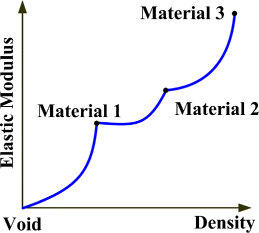 Material 3
Elastic Modulus
Material 1
Material 2
Void
Density